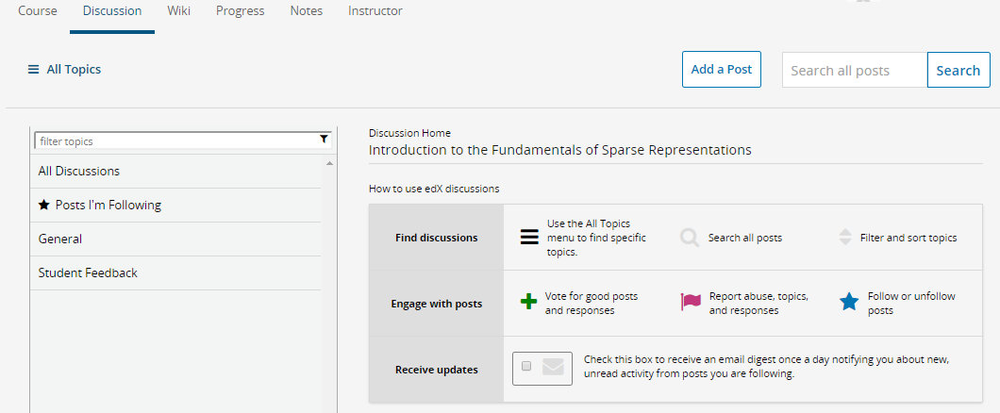 Course Discussion Wiki Progress Notes Instructor
All Topics
Add a Post
Search all posts
Search
filter topics
All Discussions
Posts I'm Following
General
Student Feedback
Discussion Home
Introduction to the Fundamentals of Sparse Representations
How to use edX discussions
Find discussions
Use the All Topics
menu to find specific
topics.
Search all posts
Filter and sort topics
Engage with posts
Vote for good posts
and responses
Report abuse, topics,
and responses
Follow or unfollow
posts
Receive updates
Check this box to receive an email digest once a day notifying you about new,
unread activity from posts you are following.